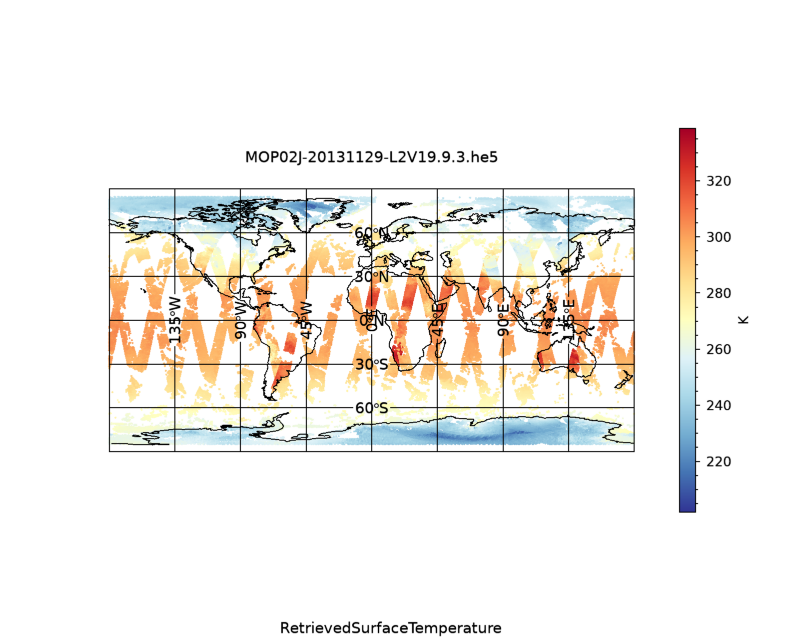 MOP02J-20131129-L2V19.9.3.he5
60°N
30°N
0°
30°S
60°S
135°W
90°W
45°W
0°
45°E
90°E
135°E
320
300
280
260
240
220
K
RetrievedSurfaceTemperature